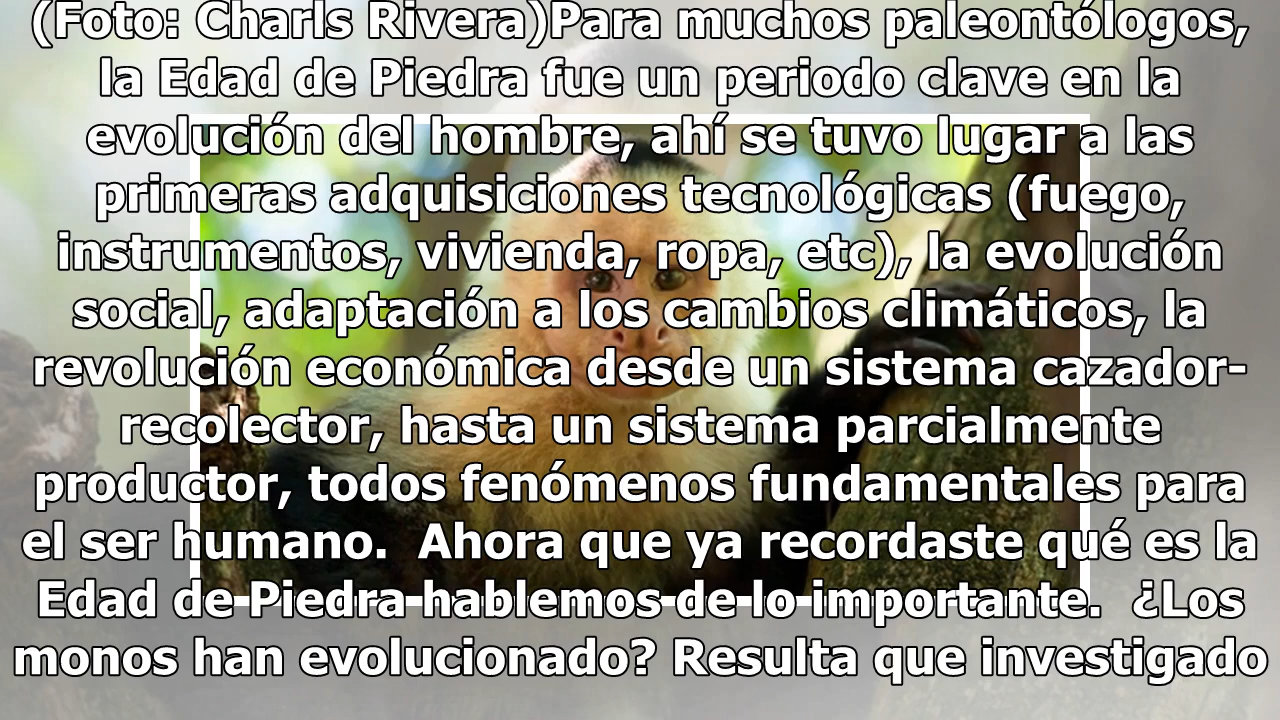 (Foto: Charls Rivera)Para muchos paleontólogos,
la Edad de Piedra fue un periodo clave en la
evolución del hombre, ahí se tuvo lugar a las
primeras adquisiciones tecnológicas (fuego,
instrumentos, vivienda, ropa, etc), la evolución
social, adaptación a los cambios climáticos, la
revolución económica desde un sistema cazador-
recolector, hasta un sistema parcialmente
productor, todos fenómenos fundamentales para
el ser humano.  Ahora que ya recordaste qué es la
Edad de Piedra hablemos de lo importante.  ¿Los
monos han evolucionado? Resulta que investigado